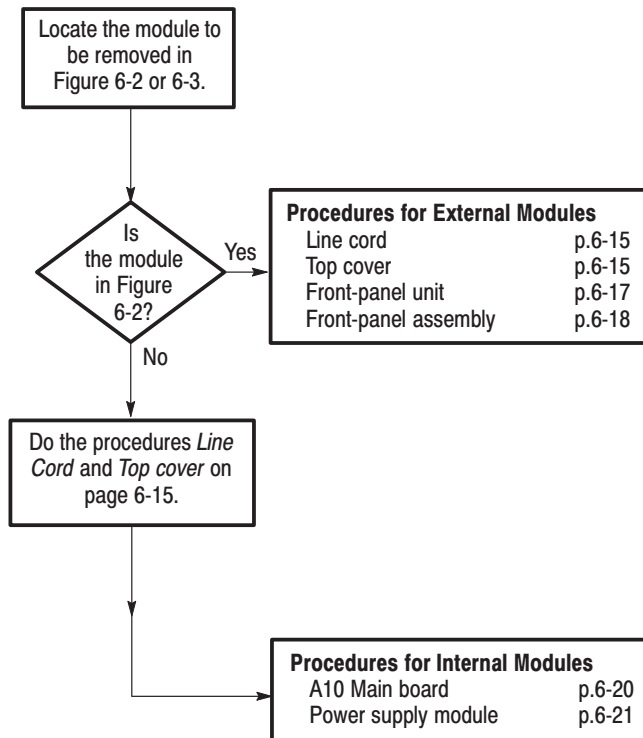 Locate the module to
be removed in
Figure 6-2 or 6-3.
Is
the module
in Figure
6-2?
Yes
Procedures for External Modules
Line cord p.6-15
Top cover p.6-15
Front-panel unit p.6-17
Front-panel assembly p.6-18
No
Do the procedures Line
Cord and Top cover on
page 6-15.
Procedures for Internal Modules
A10 Main board p.6-20
Power supply module p.6-21